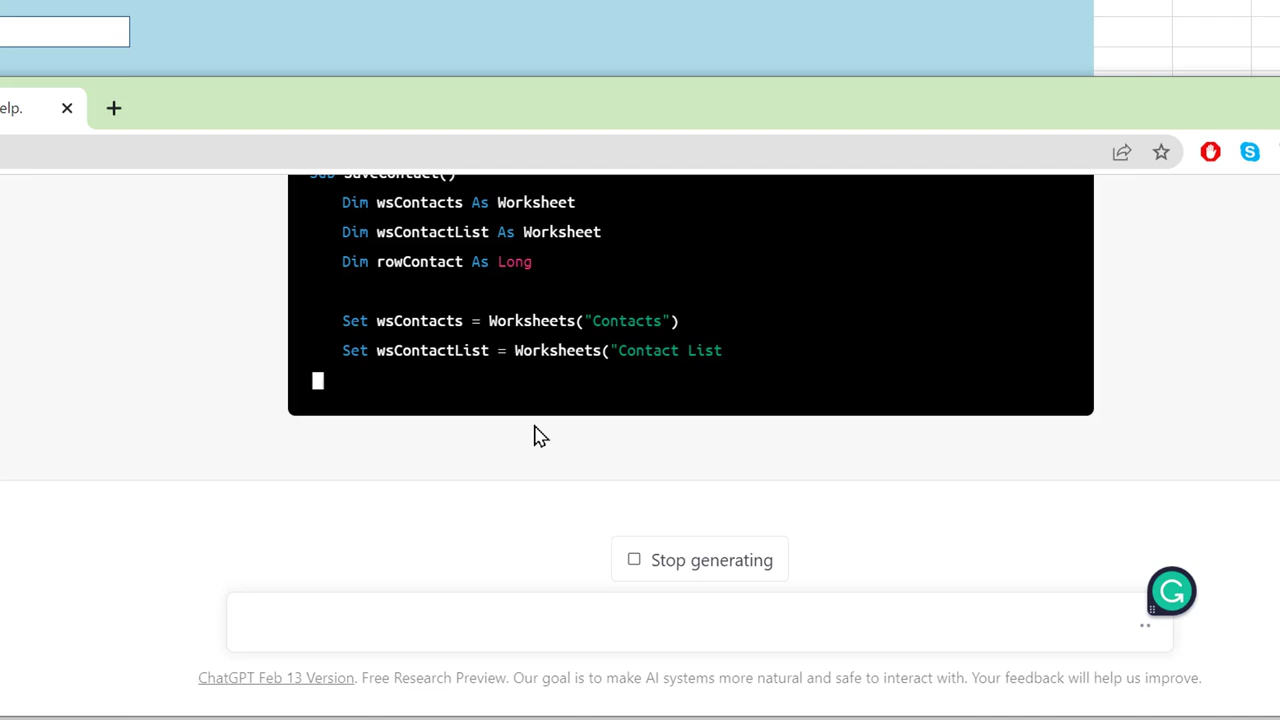 elp.
Sub SaveContact()
Dim wsContacts As Worksheet
Dim wsContactList As Worksheet
Dim rowContact As Long
Set wsContacts = Worksheets("Contacts")
Set wsContactList = Worksheets("Contact List
Stop generating
ChatGPT Feb 13 Version. Free Research Preview. Our goal is to make AI systems more natural and safe to interact with. Your feedback will help us improve.